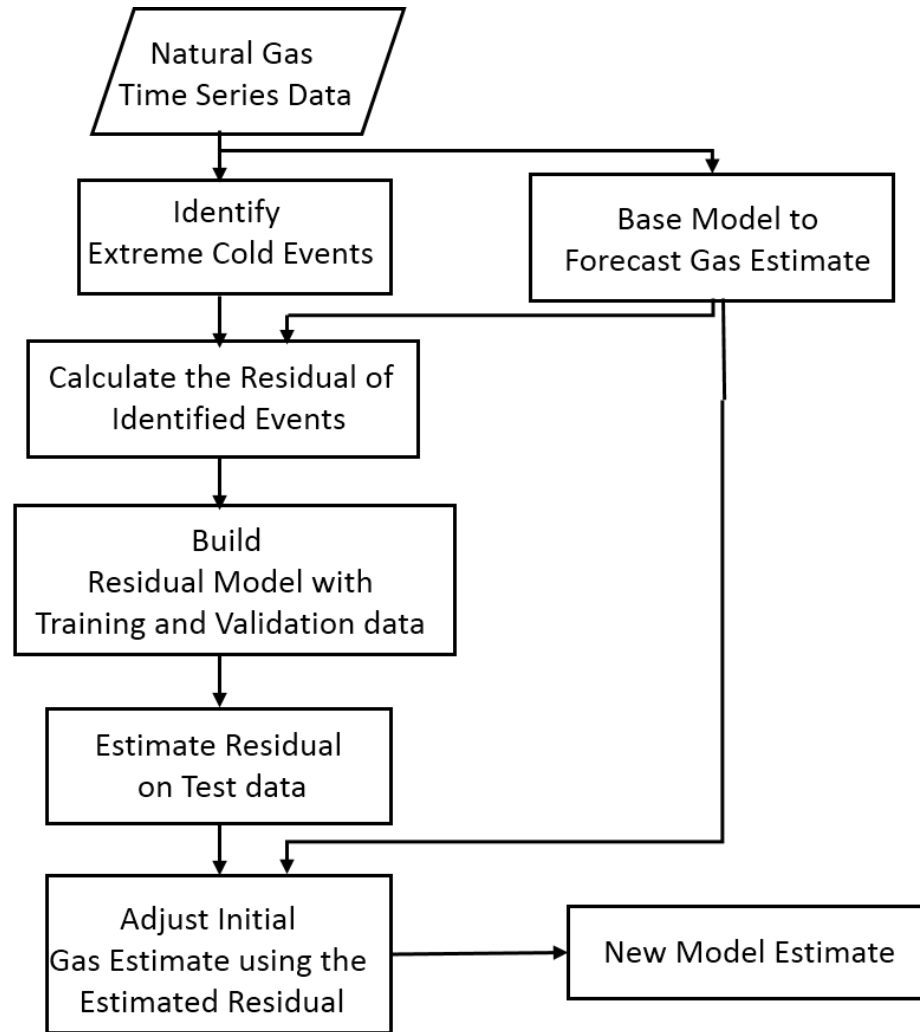 Natural Gas
Time Series Data
Identify
Extreme Cold Events
Base Model to
Forecast Gas Estimate
Calculate the Residual of
Identified Events
Build
Residual Model with
Training and Validation data
Estimate Residual
on Test data
Adjust Initial
Gas Estimate using the
Estimated Residual
New Model Estimate